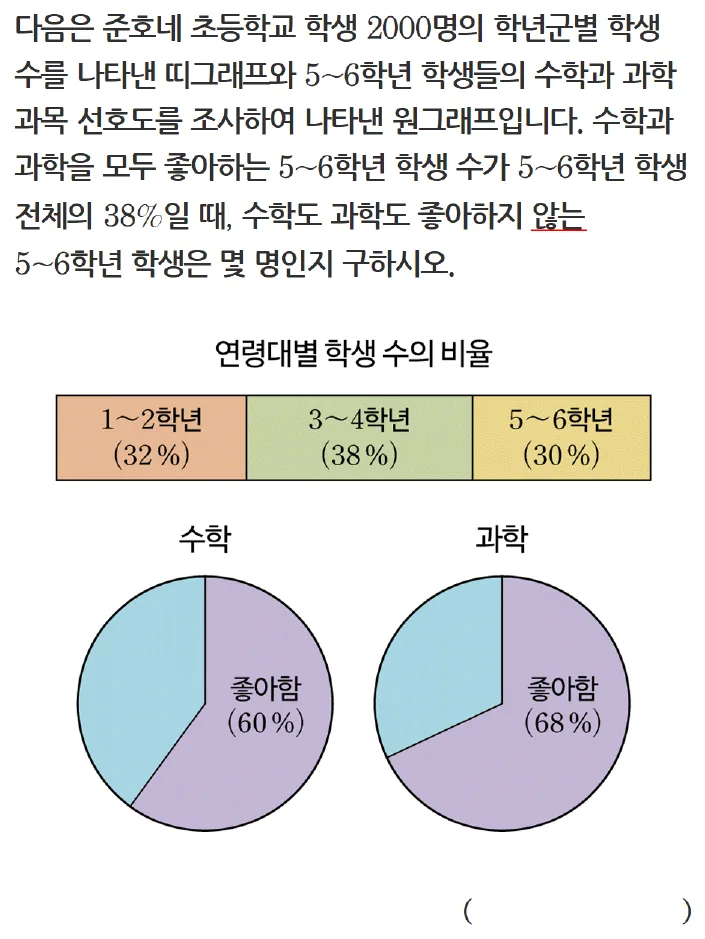 다음은 준호네 초등학교 학생 2000명의 학년군별 학생
수를 나타낸 띠그래프와 5~6학년 학생들의 수학과 과학
과목 선호도를 조사하여 나타낸 원그래프입니다. 수학과
과학을 모두 좋아하는 5~6학년 학생 수가 5~6학년 학생
전체의 38%일 때, 수학도 과학도 좋아하지 않는
5~6학년 학생은 몇 명인지 구하시오.
연령대별 학생 수의 비율
1~2학년 3~4학년 5~6학년
(32%) (38%) (30%)
수학 과학
좋아함 좋아함
(60%) (68%)
( )